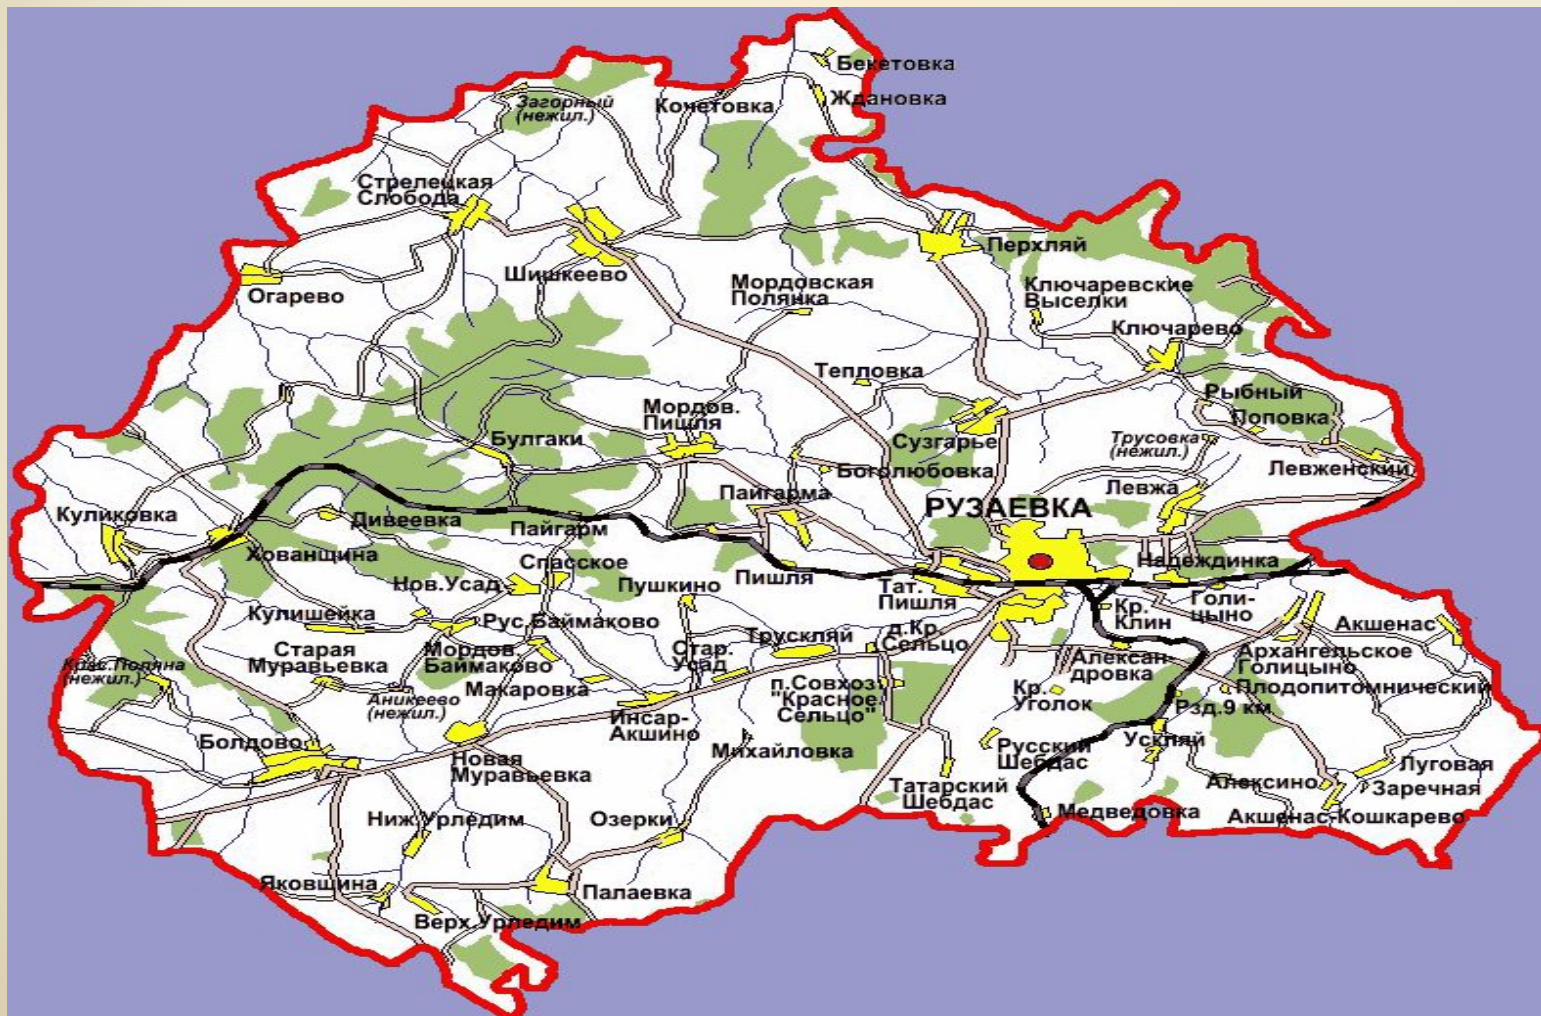 Бекетовка
Ждановка
Загорный
(нежил.)
Кочетовка
Стрелецкая
Слобода
Перхляй
Шишкеево
Огарево
Мордовская
Полянка
Ключаревские
Выселки
Ключарево
Тепловка
Рыбный
Поповка
Мордов.
Пишля
Булгаки
Сузгарье
Трусовка
(нежил.)
Боголюбовка
Левженский
Левжа
Пайгарма
РУЗАЕВКА
Куликовка
Дивеевка
Пайгарм
Хованщина
Спасское
Надеждинка
Нов.Усад
Пушкино
Пишля
Тат.
Пишля
Голи-
цыно
Кр.
Клин
Кулишейка
Рус.Баймаково
д.Кр.
Сельцо
Трускляй
Акшенас
Старая
Муравьевка
Мордов.
Баймаково
Стар.
Усад
Архангельское
Голицыно
Алексан-
дровка
Крас.Поляна
(нежил.)
Аникеево
(нежил.)
Макаровка
п.Совхоз
"Красное
Сельцо"
Кр.
Уголок
Плодопитомнический
Рзд.9 км
Инсар-
Акшино
Болдово
Михайловка
Новая
Муравьевка
Русский
Шебдас
Ускляй
Луговая
Татарский
Шебдас
Алексино
Заречная
Медведовка
Акшенас-Кошкарево
Ниж.Урледим
Озерки
Яковщина
Палаевка
Верх.Урледим